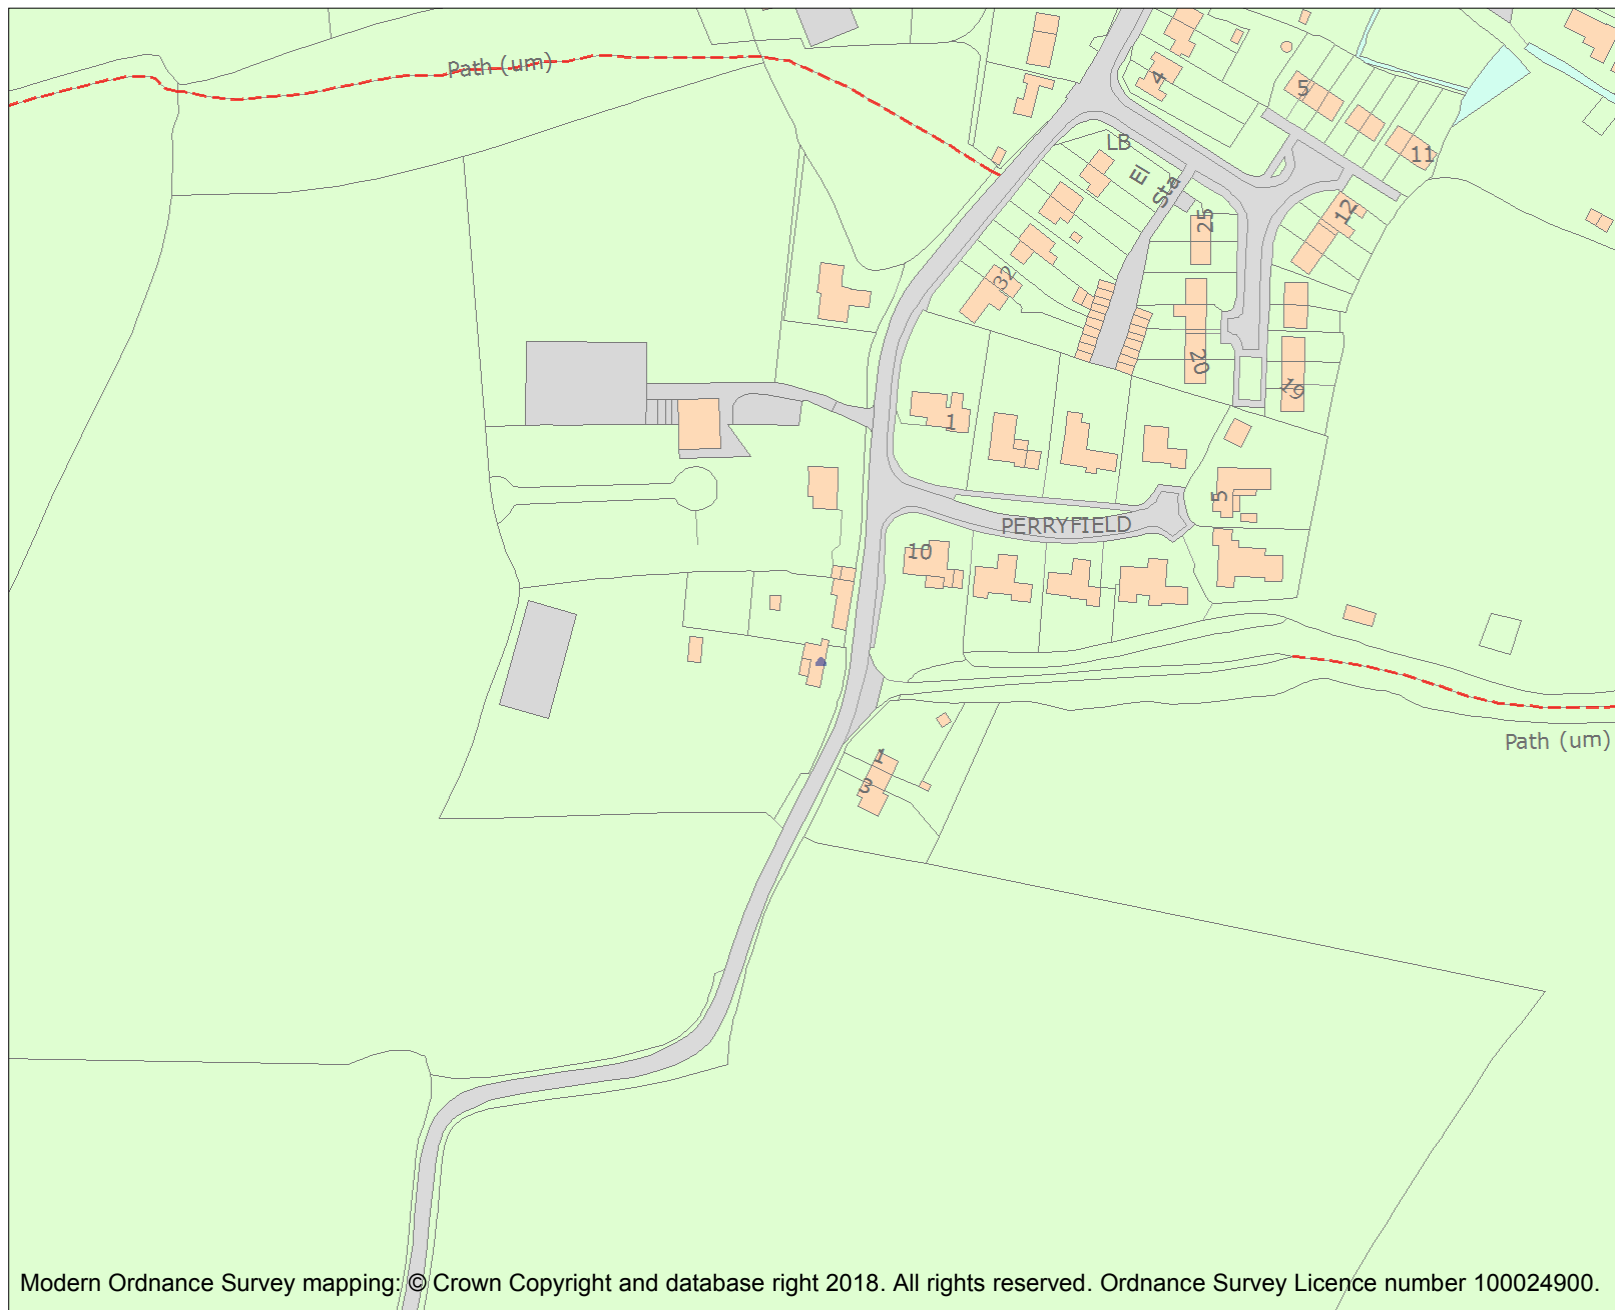 Path (um)
4
5
LB
11
El
Sta
12
25
32
20
19
1
5
PERRYFIELD
10
Path (um)
1
3
Modern Ordnance Survey mapping: © Crown Copyright and database right 2018. All rights reserved. Ordnance Survey Licence number 100024900.